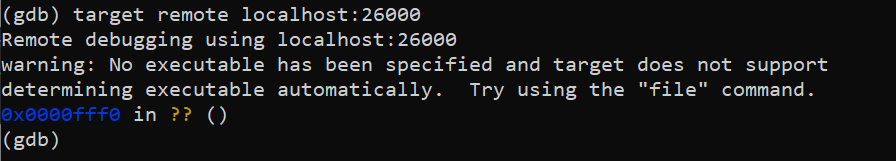 (gdb) target remote localhost:26000
Remote debugging using localhost:26000
warning: No executable has been specified and target does not support
determining executable automatically.  Try using the "file" command.
0x0000fff0 in ?? ()
(gdb)